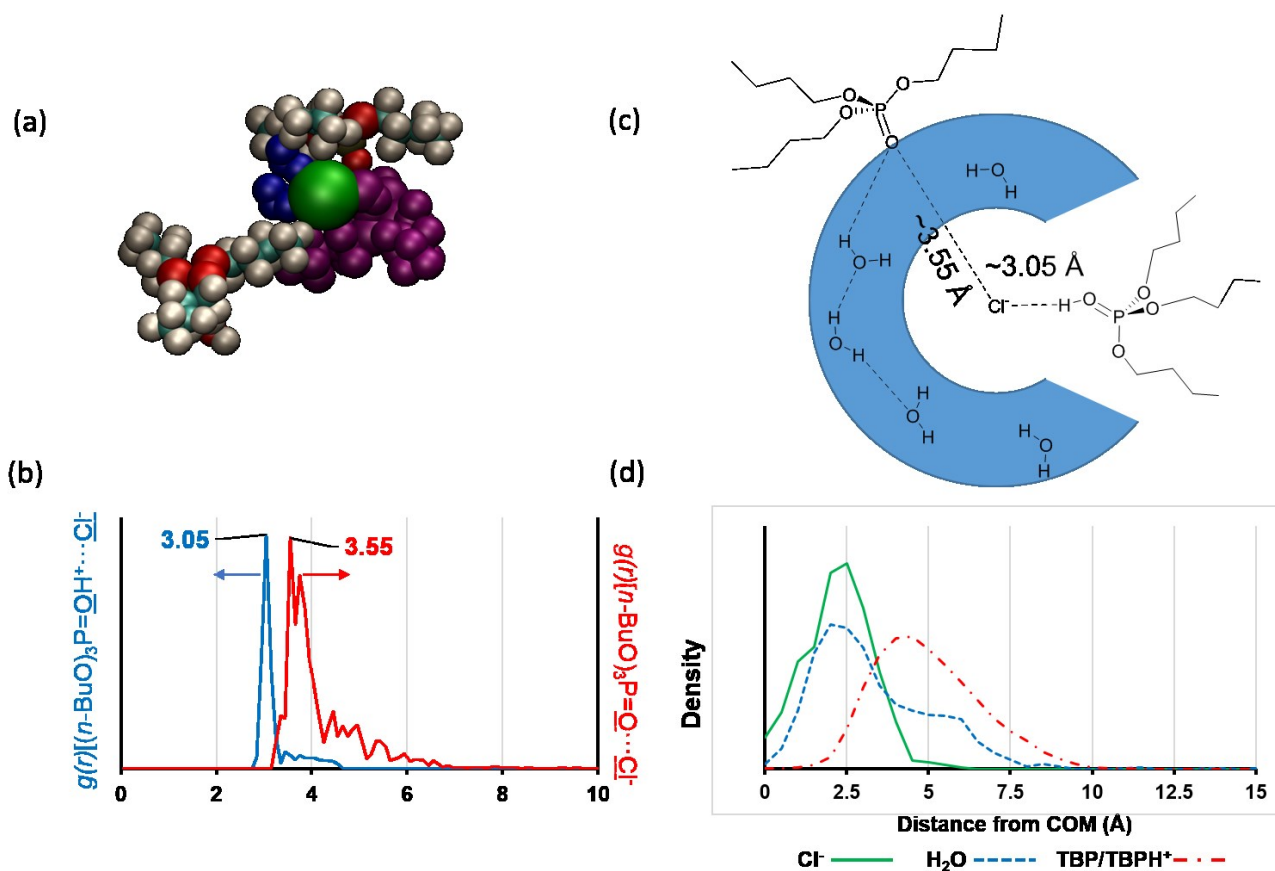 (a)
(c)
O
O
P
O
O
H-O
H
H
O-H
H
O-H
H
O
H
H-O
H
~3.55 Å
~3.05 Å
Cl-
H
O
P
O
O
O
(b)
3.05
3.55
g(r)[(n-BuO)₃P=OH⁺···Cl⁻
g(r)[(n-BuO)₃P=O···Cl⁻
0 2 4 6 8 10
(d)
Density
0 2.5 5 7.5 10 12.5 15
Distance from COM (Å)
Cl⁻ H₂O TBP/TBPH⁺